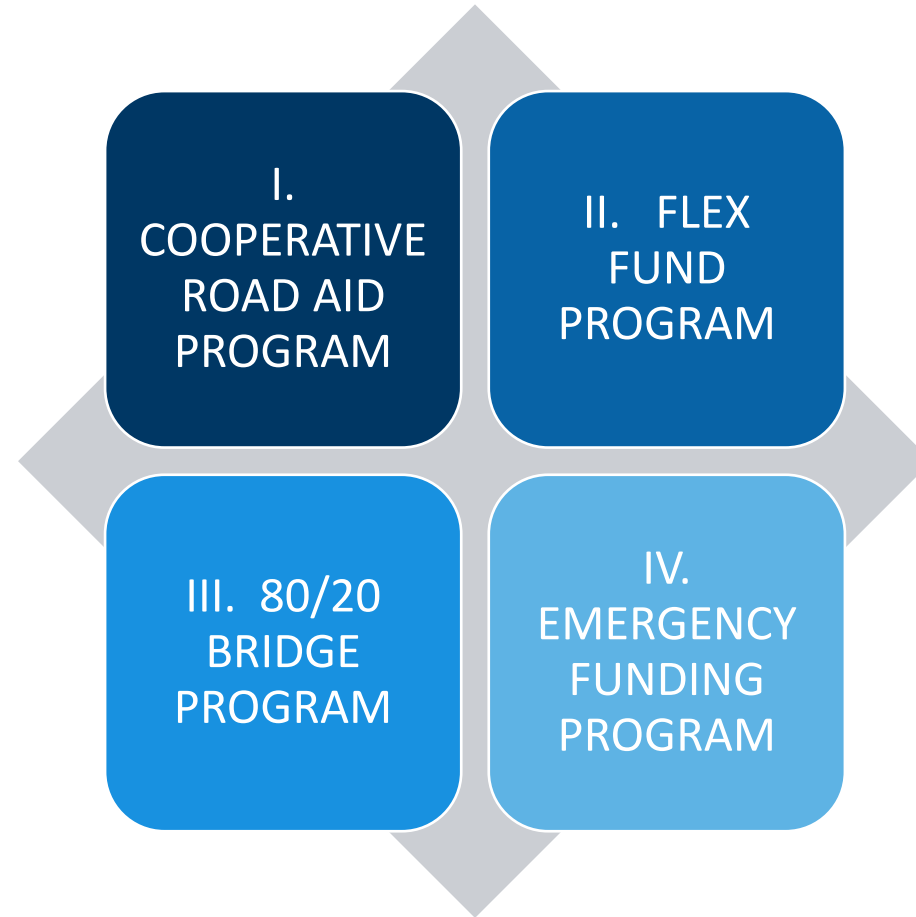 I.
COOPERATIVE
ROAD AID
PROGRAM
II. FLEX
FUND
PROGRAM
III. 80/20
BRIDGE
PROGRAM
IV.
EMERGENCY
FUNDING
PROGRAM